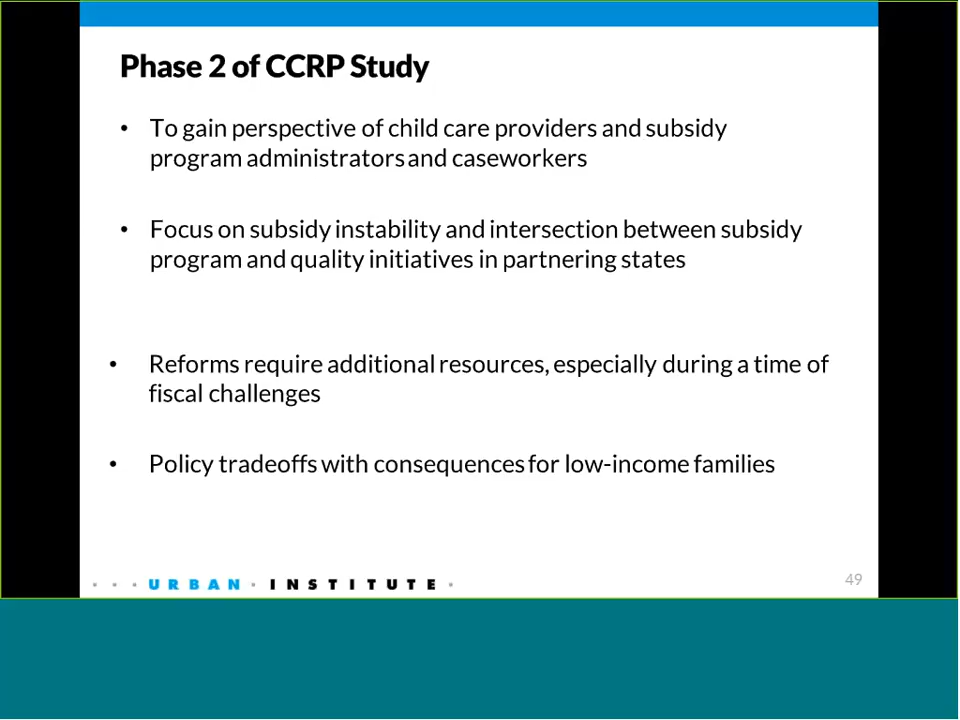 Phase 2 of CCRP Study
• To gain perspective of child care providers and subsidy
program administrators and caseworkers
• Focus on subsidy instability and intersection between subsidy
program and quality initiatives in partnering states
• Reforms require additional resources, especially during a time of
fiscal challenges
• Policy tradeoffs with consequences for low-income families
URBAN INSTITUTE
49